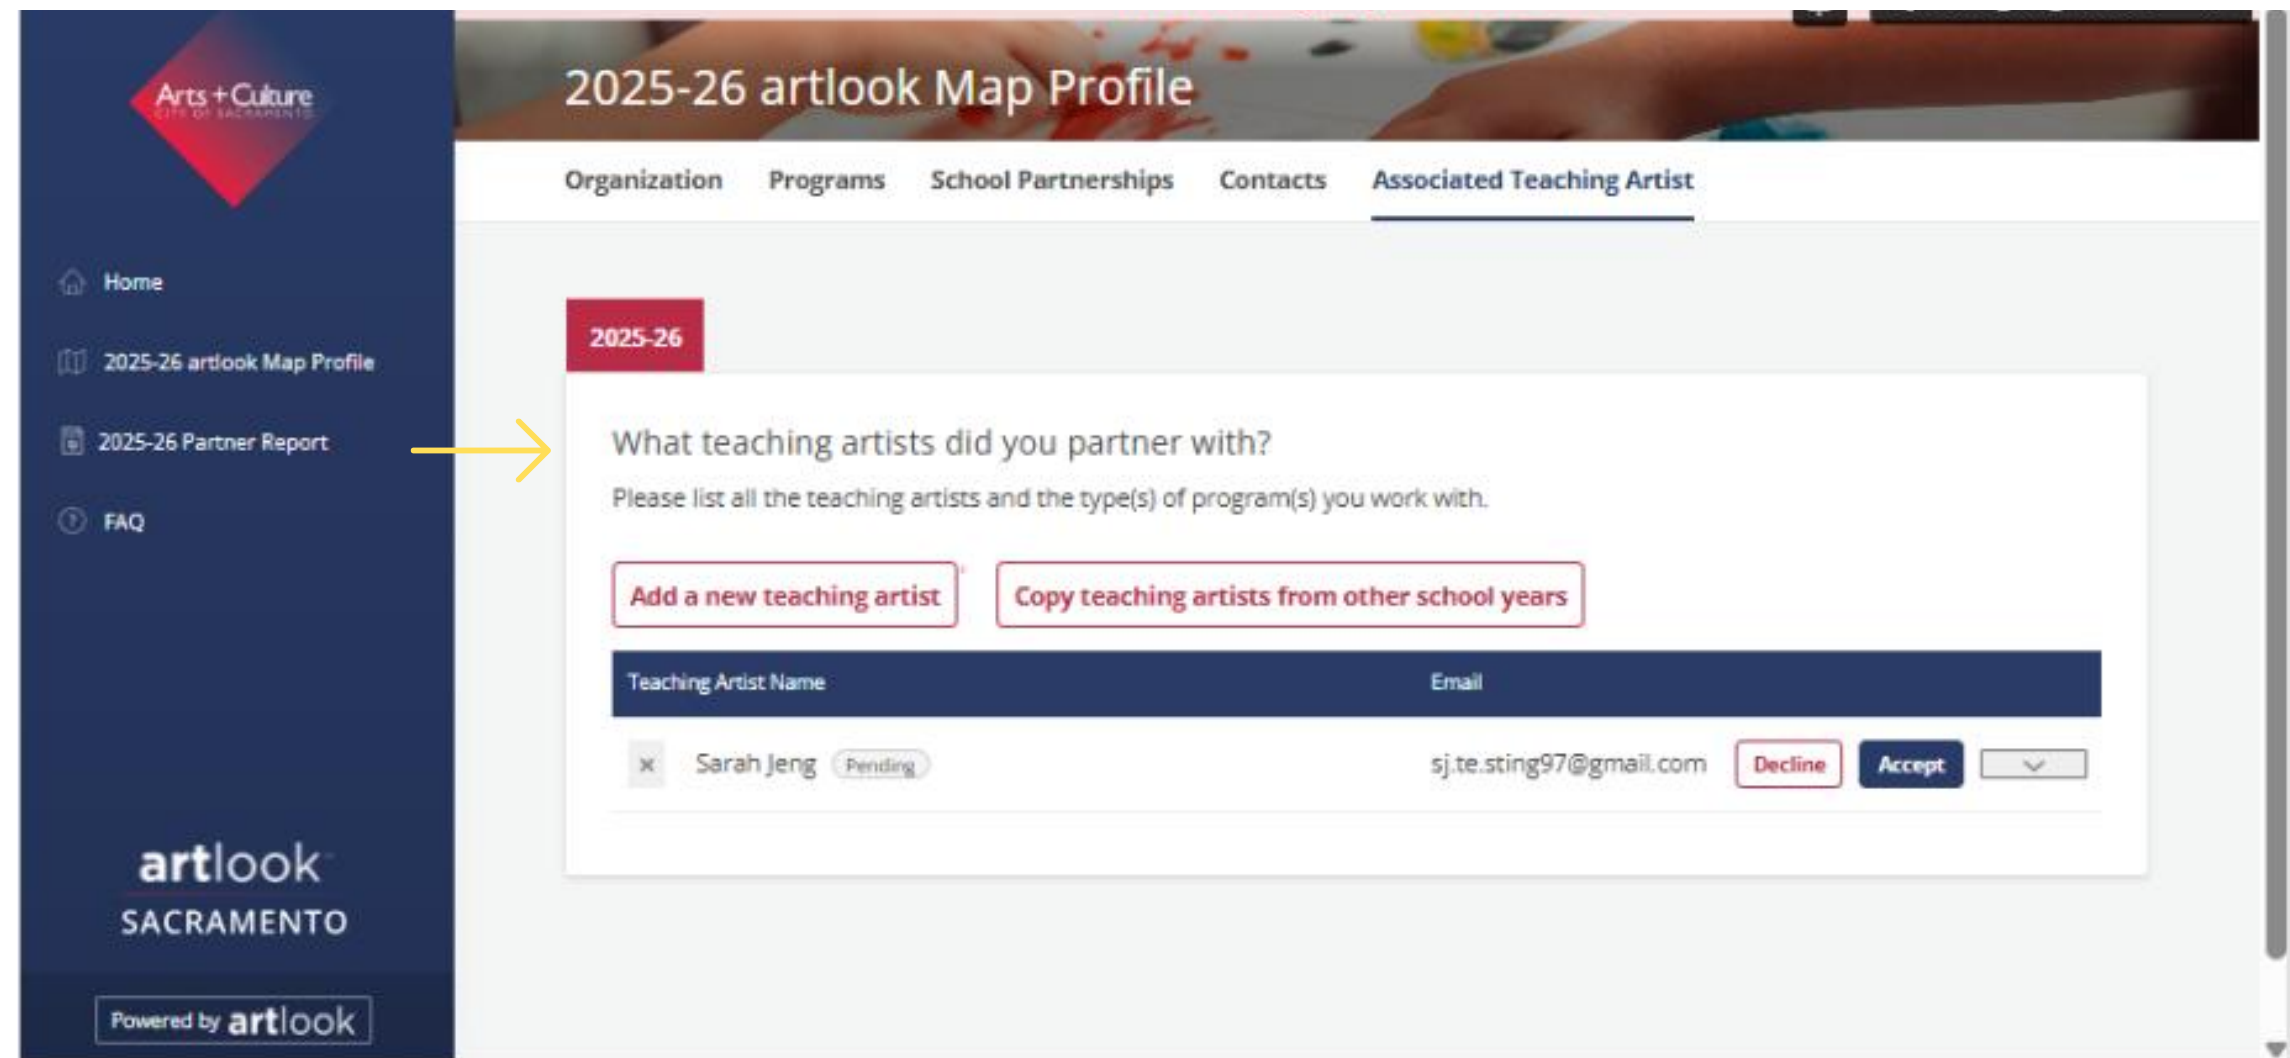 Arts + Culture
CITY OF SACRAMENTO
2025-26 artlook Map Profile
Organization Programs School Partnerships Contacts Associated Teaching Artist
Home
2025-26 artlook Map Profile
2025-26 Partner Report
FAQ
2025-26
What teaching artists did you partner with?
Please list all the teaching artists and the type(s) of program(s) you work with.
Add a new teaching artist Copy teaching artists from other school years
Teaching Artist Name Email
Sarah Jeng Pending sj.te.sting97@gmail.com Decline Accept
artlook
SACRAMENTO
Powered by artlook